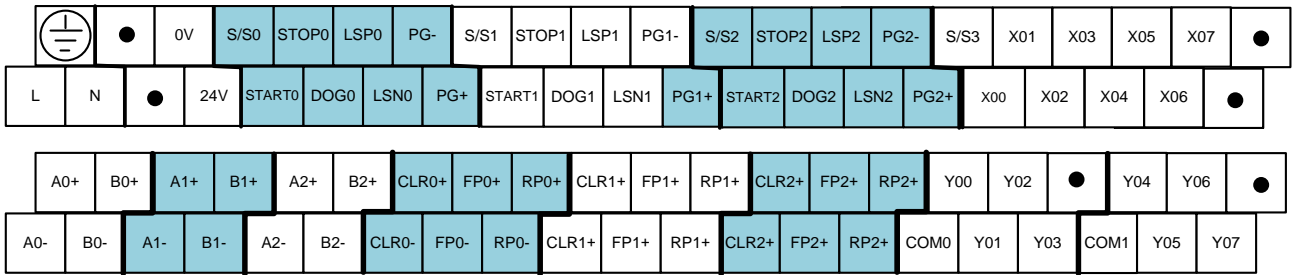 0V S/S0 STOP0 LSP0 PG- S/S1 STOP1 LSP1 PG1- S/S2 STOP2 LSP2 PG2- S/S3 X01 X03 X05 X07
L N 24V START0 DOG0 LSN0 PG+ START1 DOG1 LSN1 PG1+ START2 DOG2 LSN2 PG2+ X00 X02 X04 X06
A0+ B0+ A1+ B1+ A2+ B2+ CLR0+ FP0+ RP0+ CLR1+ FP1+ RP1+ CLR2+ FP2+ RP2+ Y00 Y02 Y04 Y06
A0- B0- A1- B1- A2- B2- CLR0- FP0- RP0- CLR1+ FP1+ RP1+ CLR2+ FP2+ RP2+ COM0 Y01 Y03 COM1 Y05 Y07